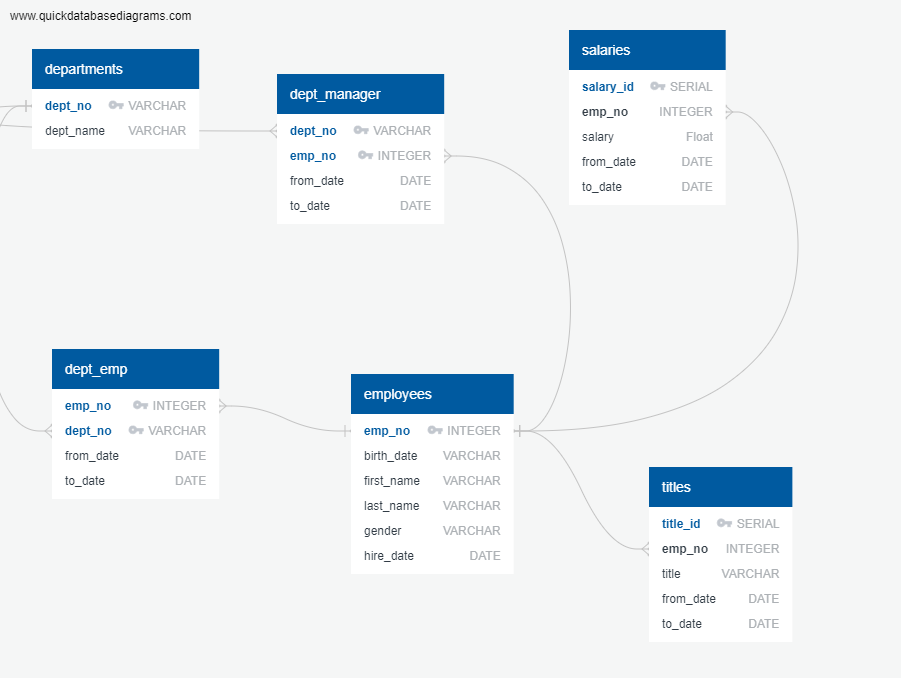 www.quickdatabasediagrams.com
departments
dept_no VARCHAR
dept_name VARCHAR
dept_manager
dept_no VARCHAR
emp_no INTEGER
from_date DATE
to_date DATE
salaries
salary_id SERIAL
emp_no INTEGER
salary Float
from_date DATE
to_date DATE
dept_emp
emp_no INTEGER
dept_no VARCHAR
from_date DATE
to_date DATE
employees
emp_no INTEGER
birth_date VARCHAR
first_name VARCHAR
last_name VARCHAR
gender VARCHAR
hire_date DATE
titles
title_id SERIAL
emp_no INTEGER
title VARCHAR
from_date DATE
to_date DATE